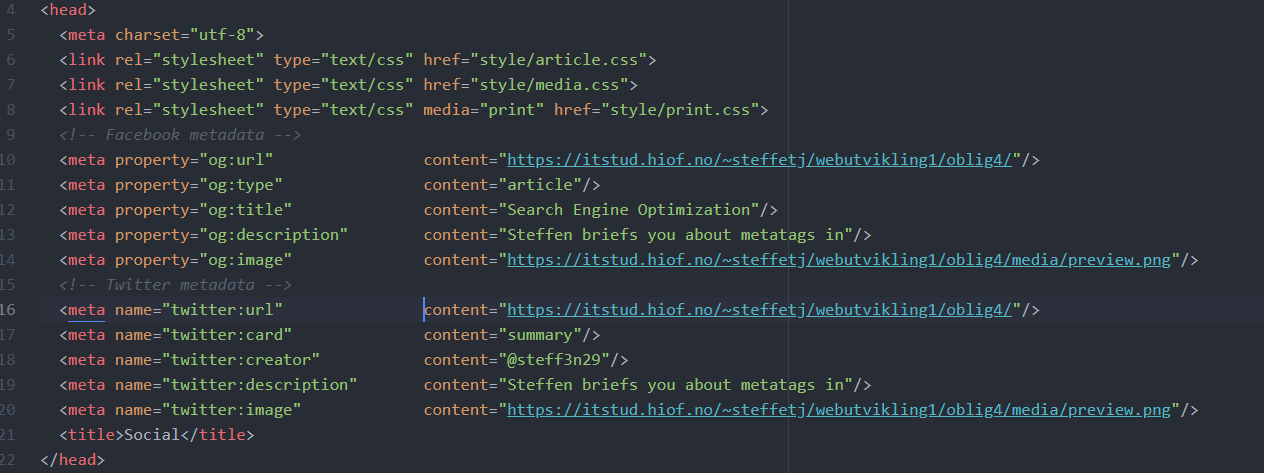 4 <head>
5 <meta charset="utf-8">
6 <link rel="stylesheet" type="text/css" href="style/article.css">
7 <link rel="stylesheet" type="text/css" href="style/media.css">
8 <link rel="stylesheet" type="text/css" media="print" href="style/print.css">
9 <!-- Facebook metadata -->
10 <meta property="og:url" content="https://itstud.hiof.no/~steffetj/webutvikling1/oblig4/"/>
11 <meta property="og:type" content="article"/>
12 <meta property="og:title" content="Search Engine Optimization"/>
13 <meta property="og:description" content="Steffen briefs you about metatags in"/>
14 <meta property="og:image" content="https://itstud.hiof.no/~steffetj/webutvikling1/oblig4/media/preview.png"/>
15 <!-- Twitter metadata -->
16 <meta name="twitter:url" content="https://itstud.hiof.no/~steffetj/webutvikling1/oblig4/"/>
17 <meta name="twitter:card" content="summary"/>
18 <meta name="twitter:creator" content="@steff3n29"/>
19 <meta name="twitter:description" content="Steffen briefs you about metatags in"/>
20 <meta name="twitter:image" content="https://itstud.hiof.no/~steffetj/webutvikling1/oblig4/media/preview.png"/>
21 <title>Social</title>
22 </head>